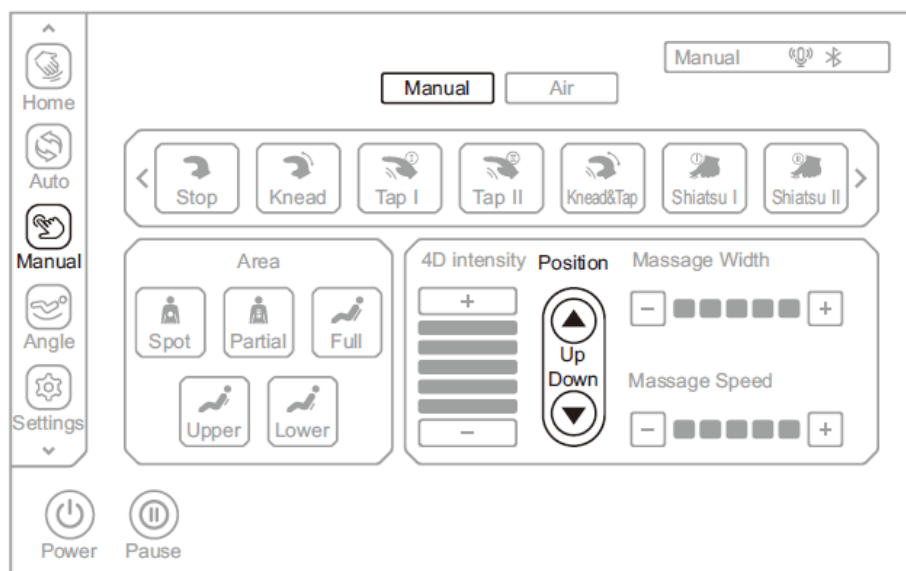 Manual
Manual Air
Home
Auto
Manual
Angle
Settings
Stop Knead Tap I Tap II Knead&Tap Shiatsu I Shiatsu II
Area
Spot Partial Full
Upper Lower
4D intensity Position Massage Width
+
− +
Up
Down
Massage Speed
−
− +
Power Pause